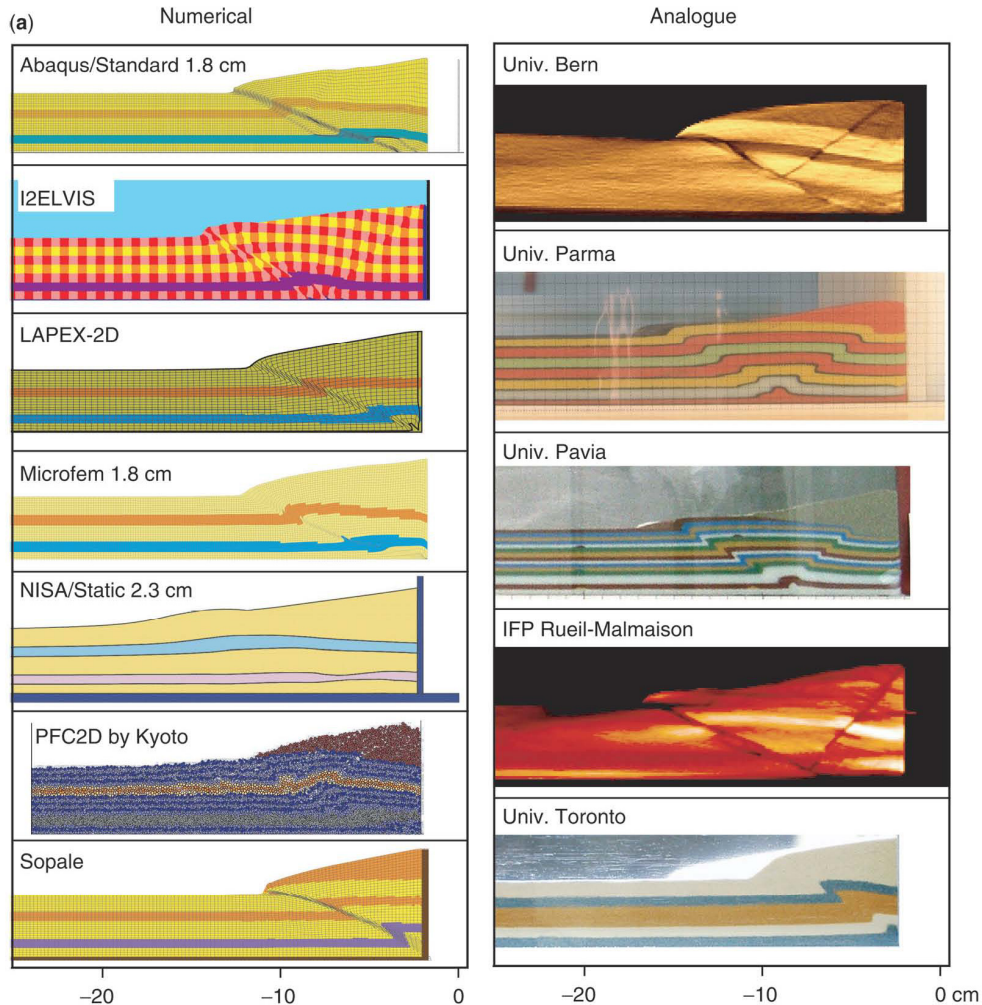 (a)
Numerical
Analogue
Abaqus/Standard 1.8 cm
I2ELVIS
LAPEX-2D
Microfem 1.8 cm
NISA/Static 2.3 cm
PFC2D by Kyoto
Sopale
−20
−10
0
Univ. Bern
Univ. Parma
Univ. Pavia
IFP Rueil-Malmaison
Univ. Toronto
−20
−10
0 cm